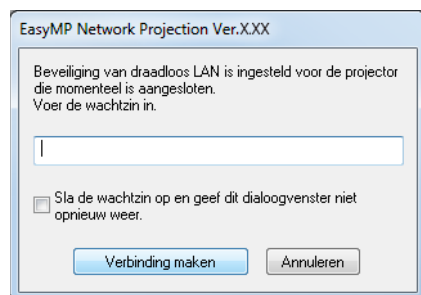 EasyMP Network Projection Ver.X.XX
Beveiliging van draadloos LAN is ingesteld voor de projector
die momenteel is aangesloten.
Voer de wachtzin in.
Sla de wachtzin op en geef dit dialoogvenster niet
opnieuw weer.
Verbinding maken
Annuleren